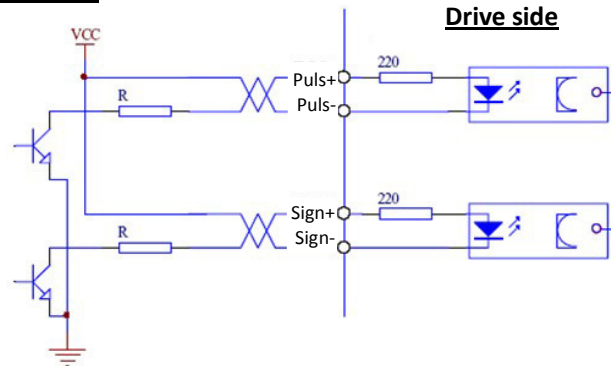 Drive side
VCC
220
Puls+
R
Puls-
220
Sign+
R
Sign-